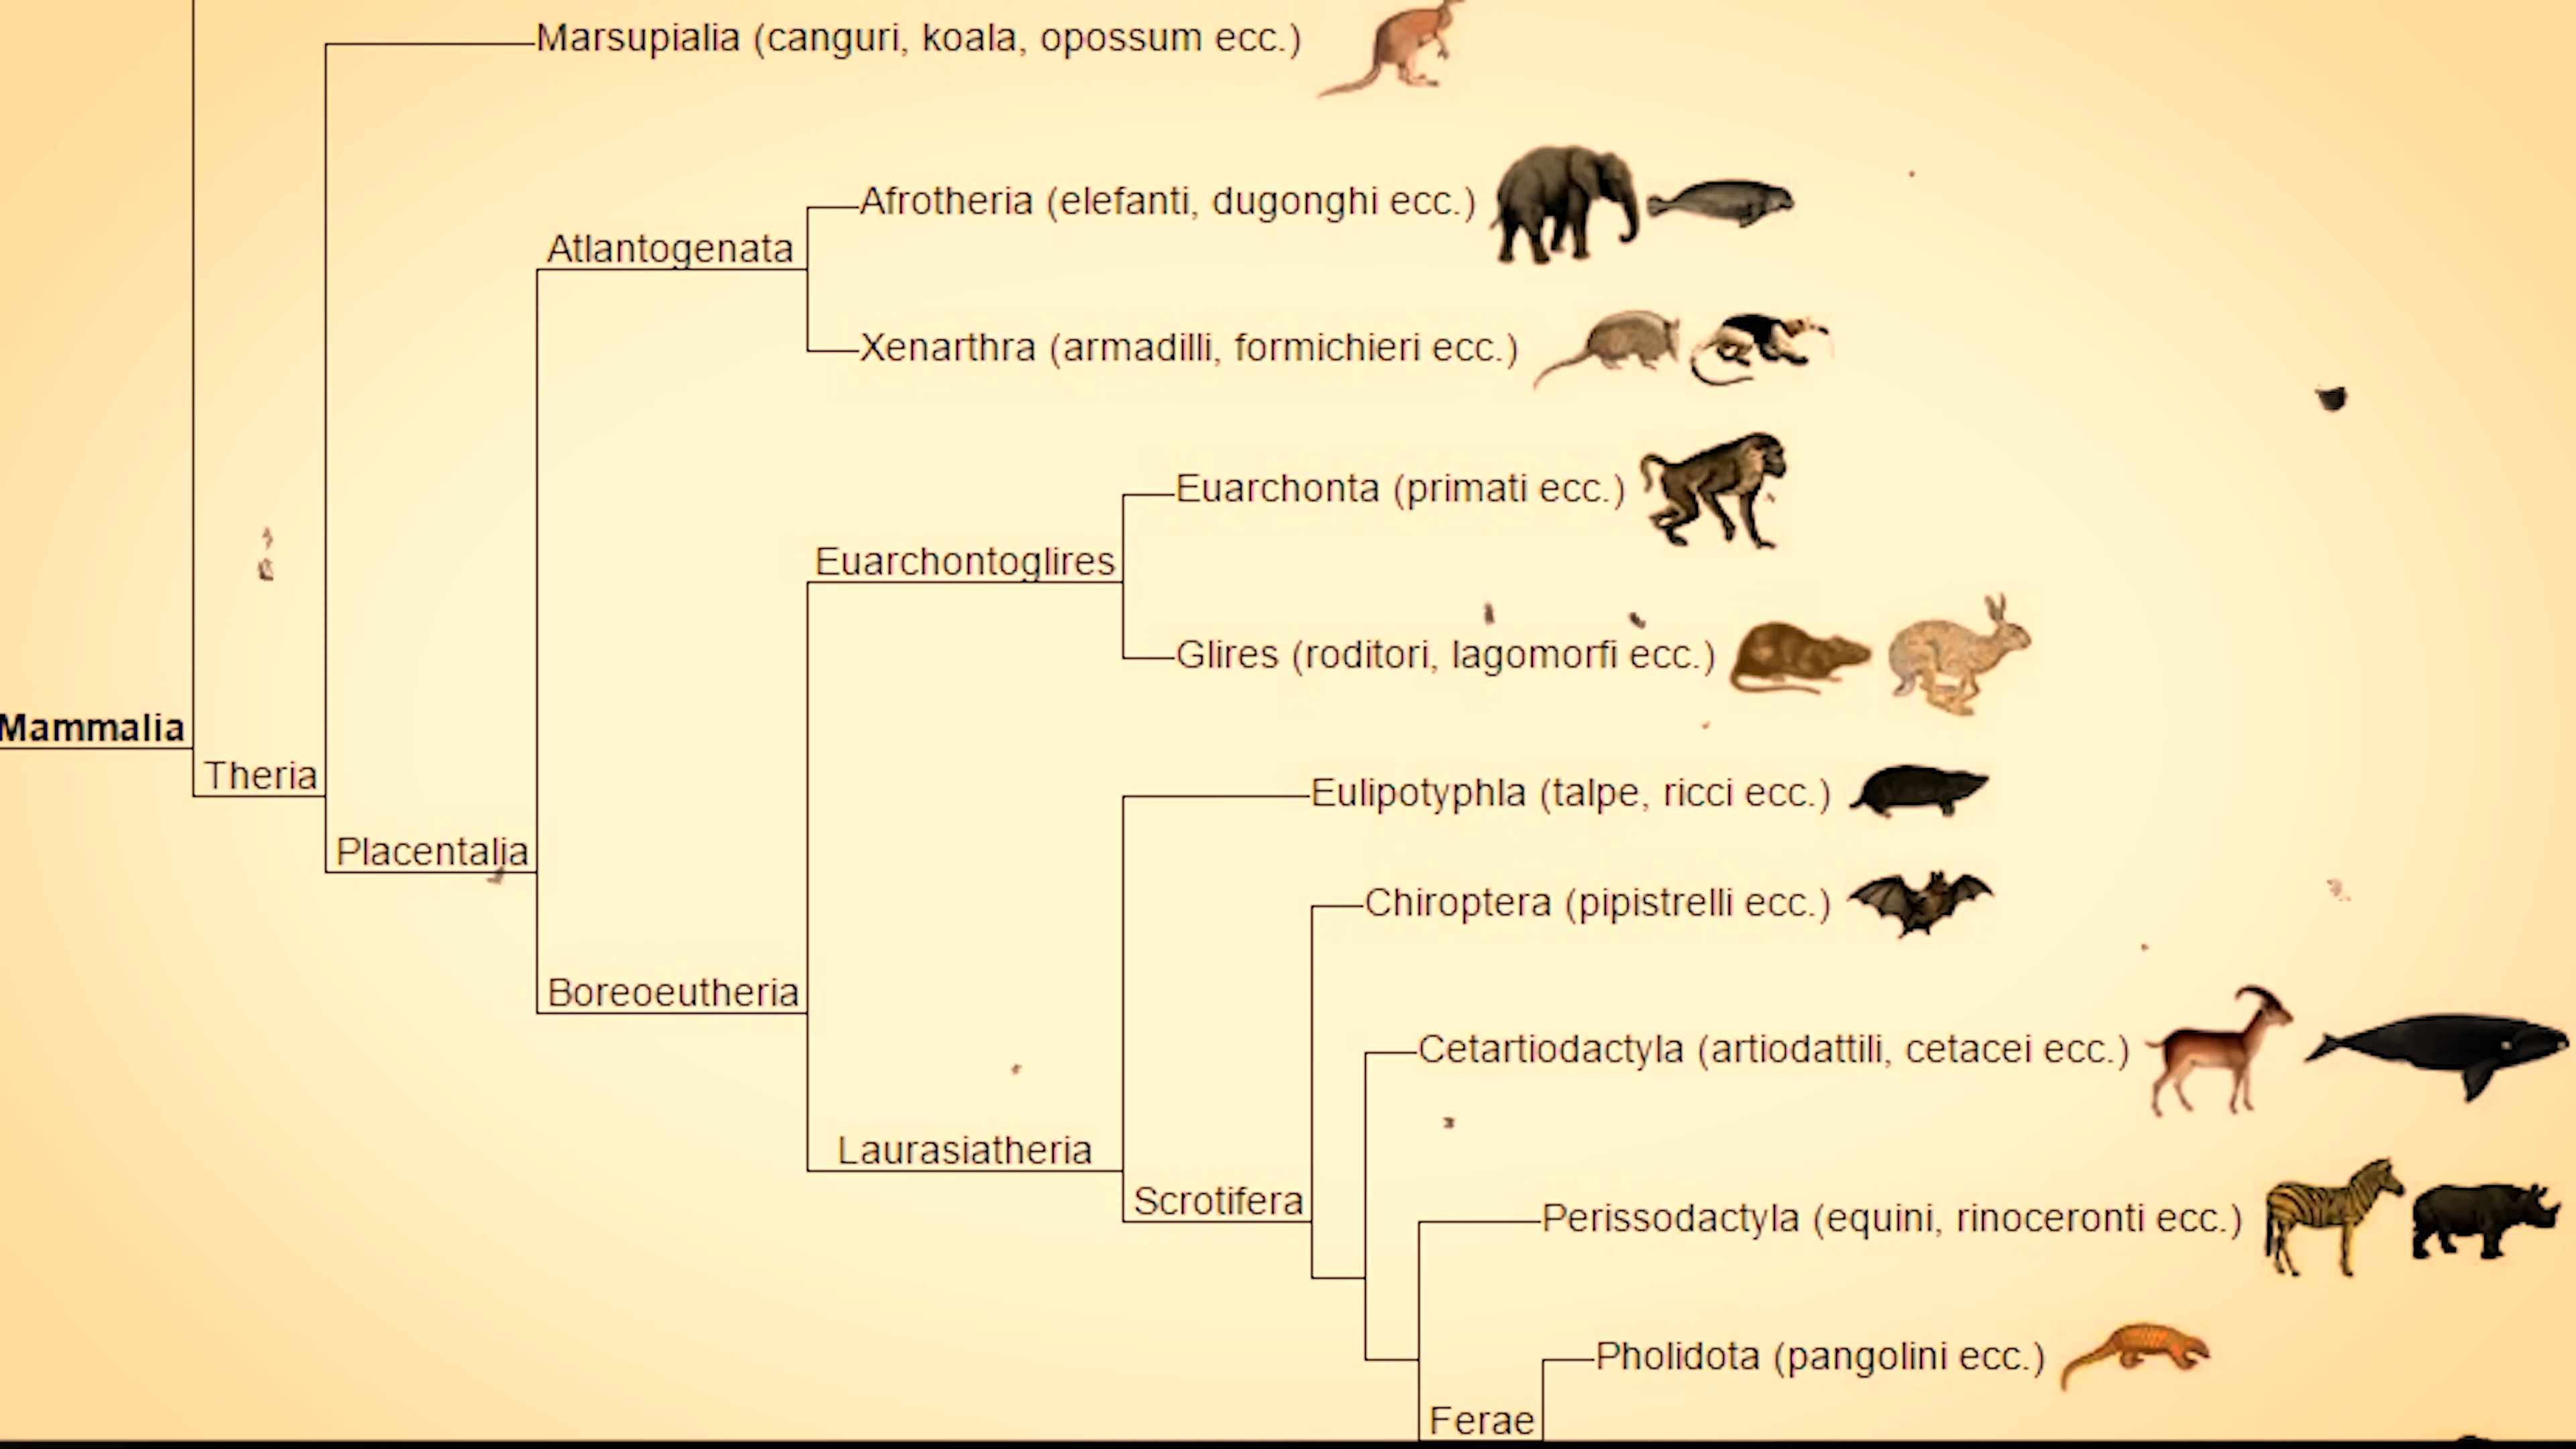 Marsupialia (canguri, koala, opossum ecc.)
Afrotheria (elefanti, dugonghi ecc.)
Atlantogenata
Xenarthra (armadilli, formichieri ecc.)
Euarchonta (primati ecc.)
Euarchontoglires
Glires (roditori, lagomorfi ecc.)
Mammalia
Theria
Eulipotyphla (talpe, ricci ecc.)
Placentalia
Chiroptera (pipistrelli ecc.)
Boreoeutheria
Cetartiodactyla (artiodattili, cetacei ecc.)
Laurasiatheria
Scrotifera
Perissodactyla (equini, rinoceronti ecc.)
Pholidota (pangolini ecc.)
Ferae